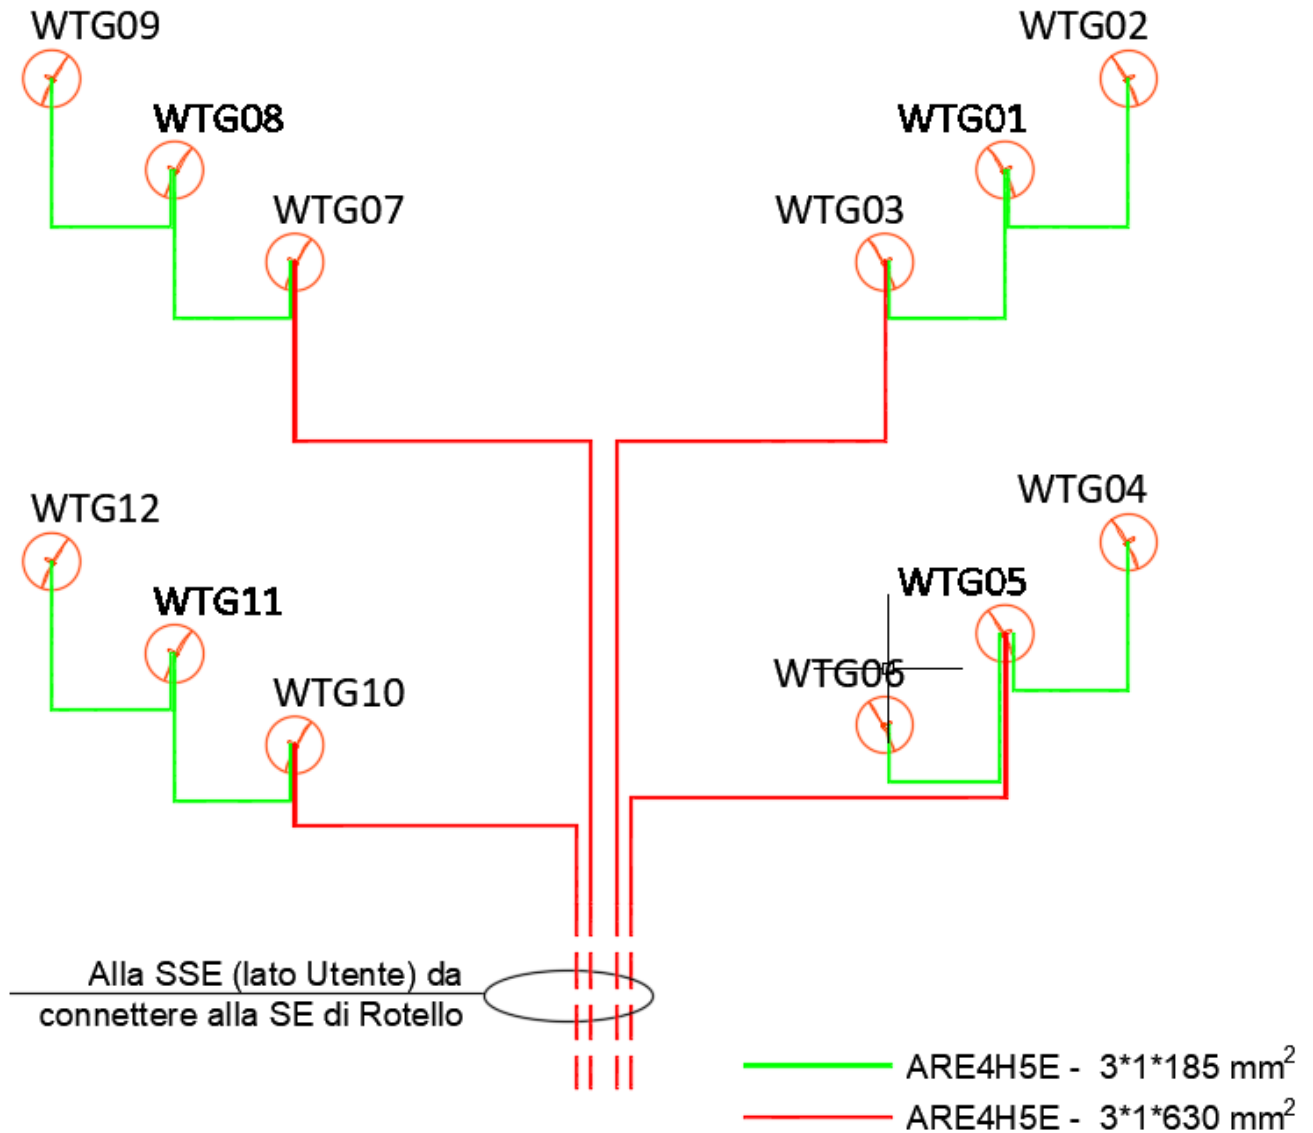 WTG09
WTG02
WTG08
WTG01
WTG07
WTG03
WTG12
WTG04
WTG11
WTG05
WTG10
WTG06
Alla SSE (lato Utente) da
connettere alla SE di Rotello
ARE4H5E - 3*1*185 mm²
ARE4H5E - 3*1*630 mm²